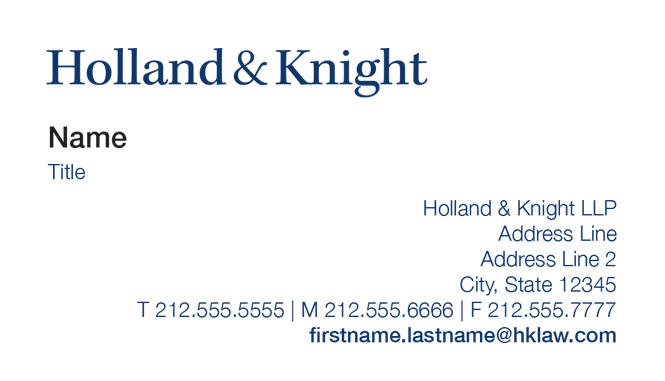 Holland & Knight
Name
Title
Holland & Knight LLP
Address Line
Address Line 2
City, State 12345
T 212.555.5555 | M 212.555.6666 | F 212.555.7777
firstname.lastname@hklaw.com